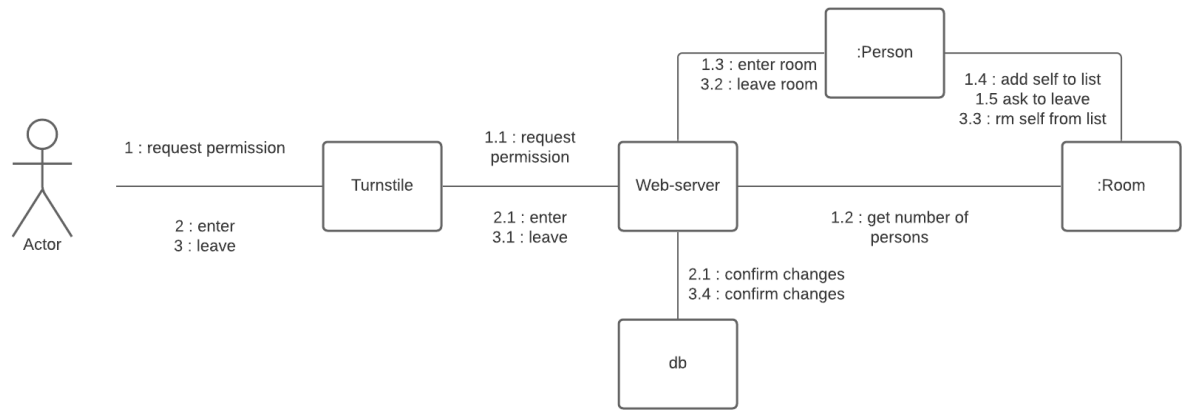 :Person
1.3 : enter room
3.2 : leave room
1.4 : add self to list
1.5 ask to leave
3.3 : rm self from list
1 : request permission
1.1 : request
permission
Turnstile
Web-server
:Room
2 : enter
3 : leave
2.1 : enter
3.1 : leave
1.2 : get number of
persons
Actor
2.1 : confirm changes
3.4 : confirm changes
db